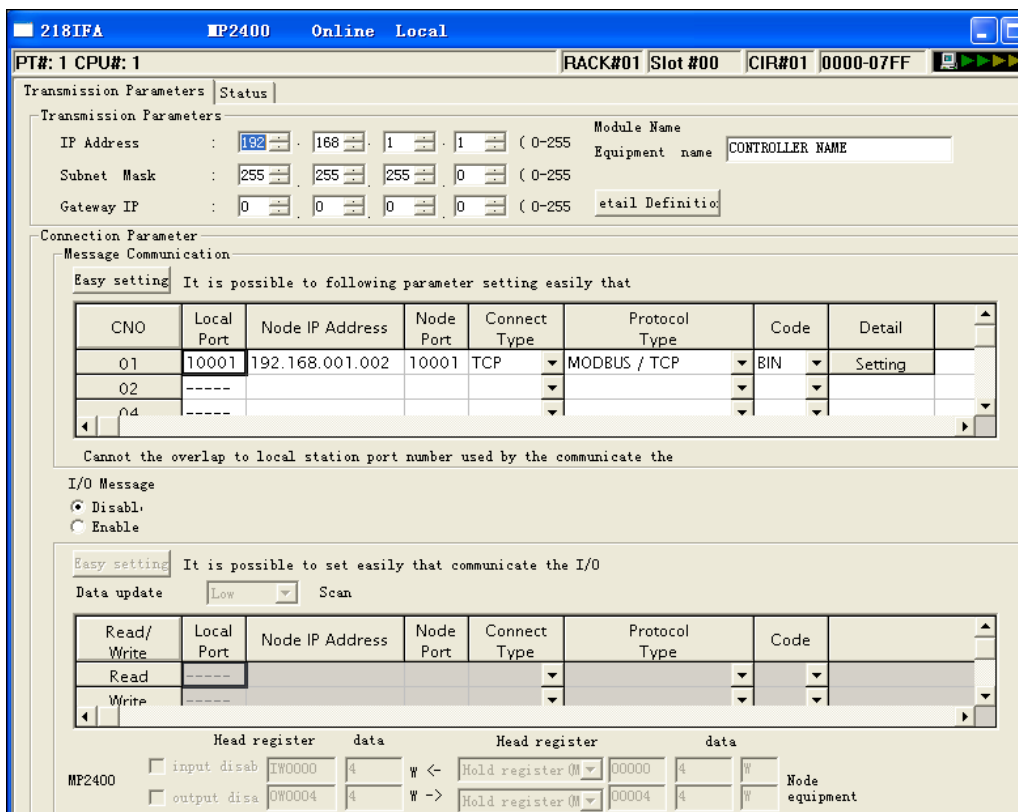 218IFA MP2400 Online Local
PT#: 1 CPU#: 1 RACK#01 Slot #00 CIR#01 0000-07FF
Transmission Parameters Status
Transmission Parameters
IP Address : 192 . 168 . 1 . 1 ( 0-255
Module Name
Equipment name CONTROLLER NAME
Subnet Mask : 255 . 255 . 255 . 0 ( 0-255
Gateway IP : 0 . 0 . 0 . 0 ( 0-255
etail Definitio
Connection Parameter
Message Communication
Easy setting It is possible to following parameter setting easily that
CNO Local Port Node IP Address Node Port Connect Type Protocol Type Code Detail
01 10001 192.168.001.002 10001 TCP MODBUS / TCP BIN Setting
02 -----
04 -----
Cannot the overlap to local station port number used by the communicate the
I/O Message
Disabl
Enable
Easy setting It is possible to set easily that communicate the I/O
Data update Low Scan
Read/ Write Local Port Node IP Address Node Port Connect Type Protocol Type Code
Read -----
Write -----
Head register data Head register data
MP2400
input disab IW0000 4 W <- Hold register(M 00000 4 W
output disa OW0004 4 W -> Hold register(M 00004 4 W
Node equipment